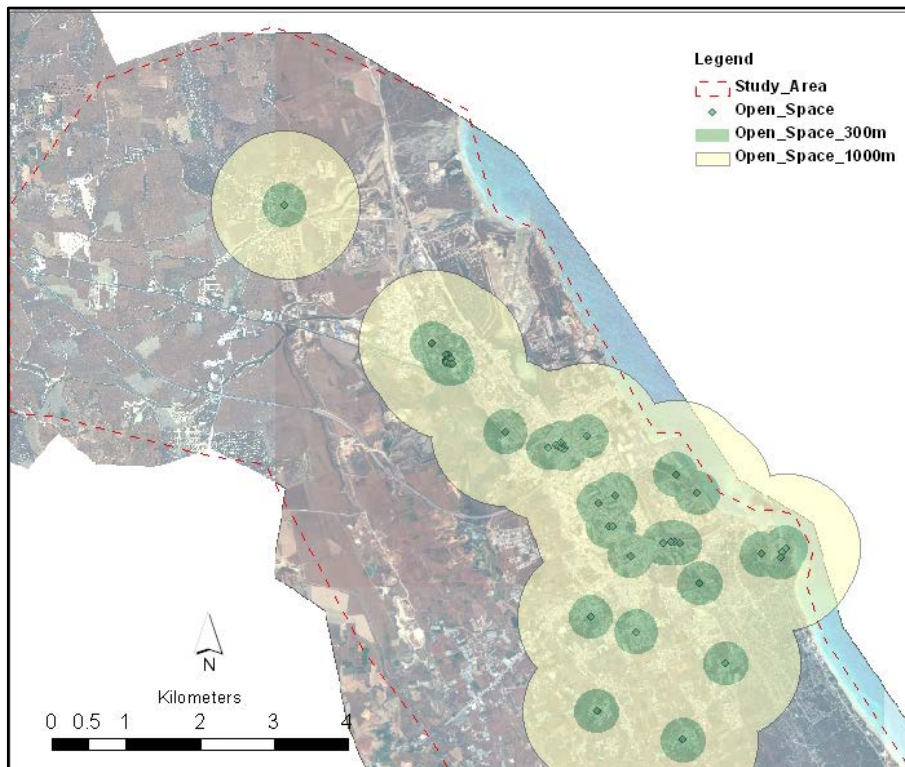 Legend
Study_Area
Open_Space
Open_Space_300m
Open_Space_1000m
N
Kilometers
0 0.5 1 2 3 4